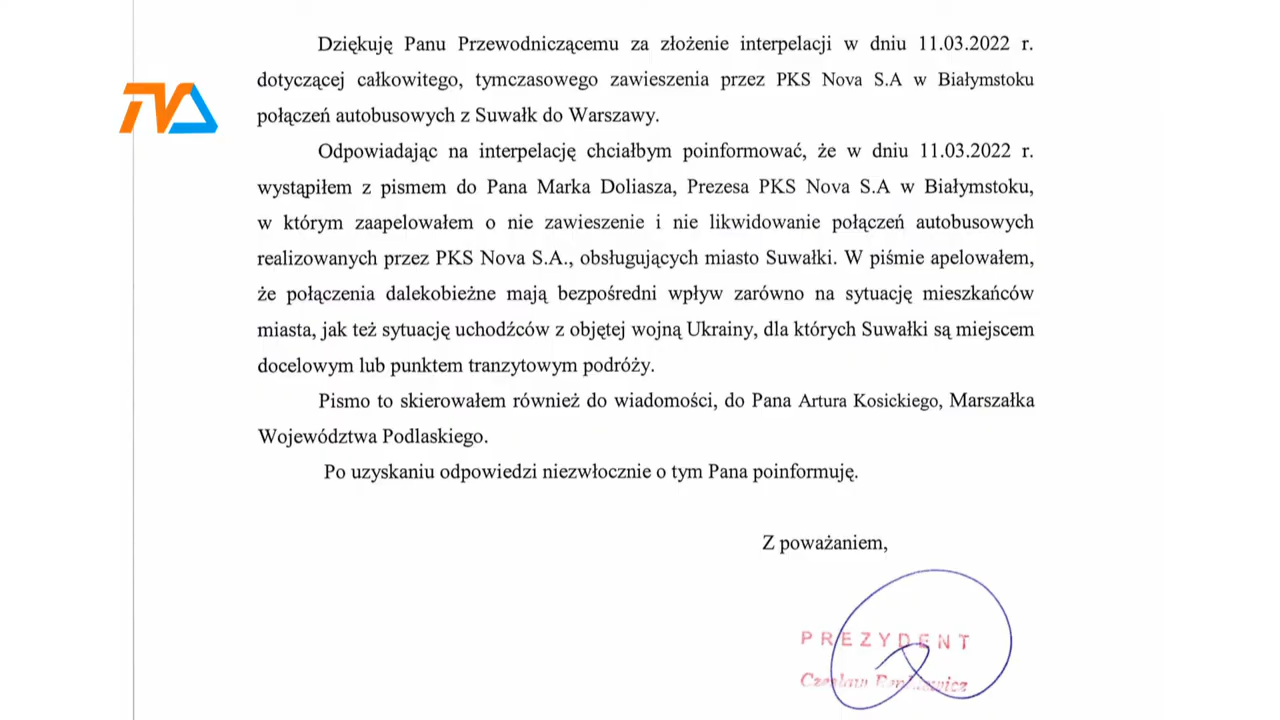 Dziękuję Panu Przewodniczącemu za złożenie interpelacji w dniu 11.03.2022 r.
dotyczącej całkowitego, tymczasowego zawieszenia przez PKS Nova S.A w Białymstoku
połączeń autobusowych z Suwałk do Warszawy.
TVA
Odpowiadając na interpelację chciałbym poinformować, że w dniu 11.03.2022 r.
wystąpiłem z pismem do Pana Marka Doliasza, Prezesa PKS Nova S.A w Białymstoku,
w którym zaapelowałem o nie zawieszenie i nie likwidowanie połączeń autobusowych
realizowanych przez PKS Nova S.A., obsługujących miasto Suwałki. W piśmie apelowałem,
że połączenia dalekobieżne mają bezpośredni wpływ zarówno na sytuację mieszkańców
miasta, jak też sytuację uchodźców z objętej wojną Ukrainy, dla których Suwałki są miejscem
docelowym lub punktem tranzytowym podróży.
Pismo to skierowałem również do wiadomości, do Pana Artura Kosickiego, Marszałka
Województwa Podlaskiego.
Po uzyskaniu odpowiedzi niezwłocznie o tym Pana poinformuję.
Z poważaniem,
PREZYDENT
Czesław